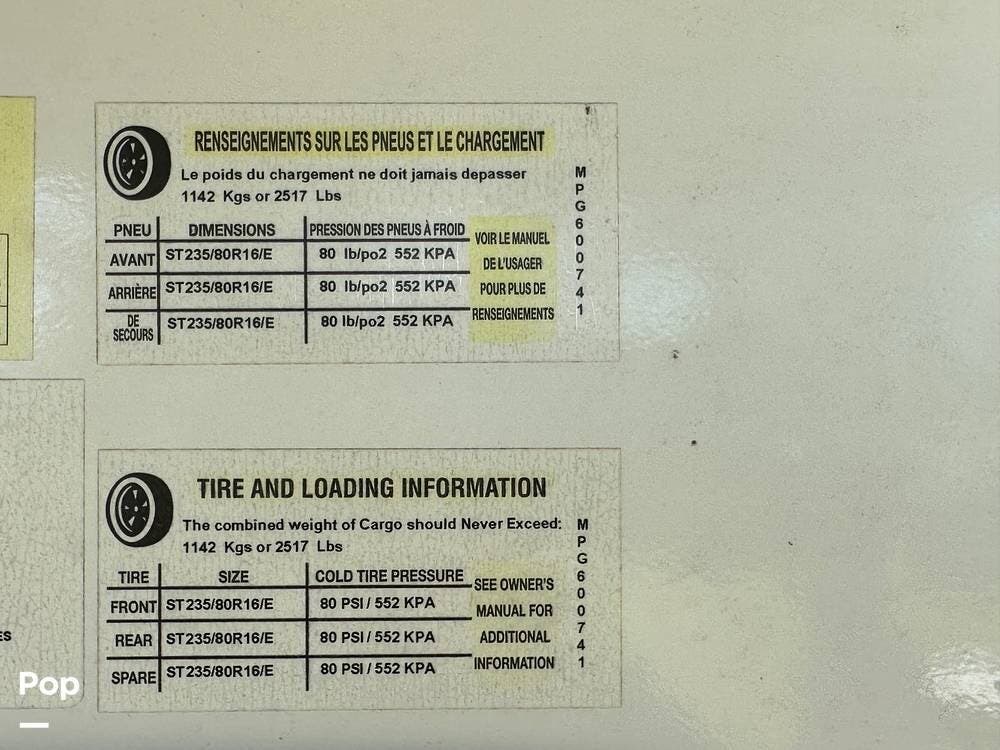 RENSEIGNEMENTS SUR LES PNEUS ET LE CHARGEMENT
Le poids du chargement ne doit jamais depasser
1142 Kgs or 2517 Lbs
PNEU DIMENSIONS PRESSION DES PNEUS À FROID
AVANT ST235/80R16/E 80 lb/po2 552 KPA
ARRIÈRE ST235/80R16/E 80 lb/po2 552 KPA
DE SECOURS ST235/80R16/E 80 lb/po2 552 KPA
VOIR LE MANUEL
DE L'USAGER
POUR PLUS DE
RENSEIGNEMENTS
MPG600741
TIRE AND LOADING INFORMATION
The combined weight of Cargo should Never Exceed:
1142 Kgs or 2517 Lbs
TIRE SIZE COLD TIRE PRESSURE
FRONT ST235/80R16/E 80 PSI / 552 KPA
REAR ST235/80R16/E 80 PSI / 552 KPA
SPARE ST235/80R16/E 80 PSI / 552 KPA
SEE OWNER'S
MANUAL FOR
ADDITIONAL
INFORMATION
MPG600741
ES
Pop